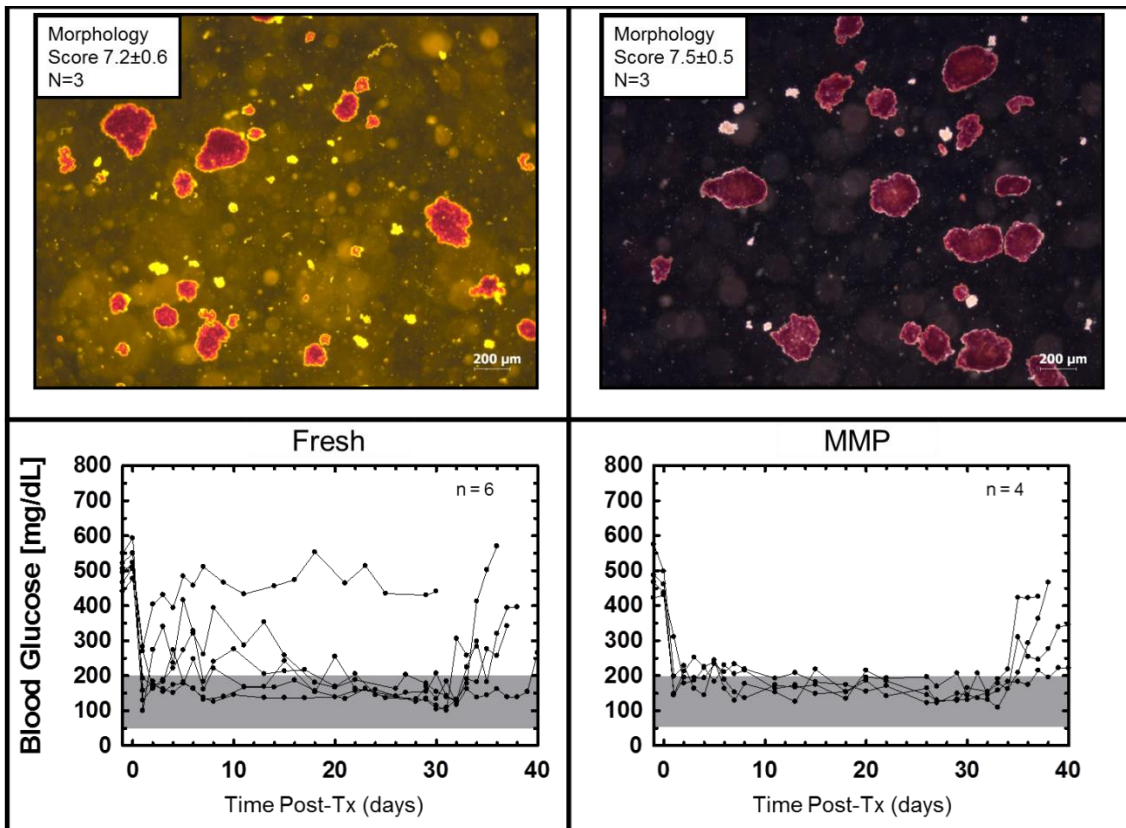 Morphology
Score 7.2±0.6
N=3
200 µm
Morphology
Score 7.5±0.5
N=3
200 µm
Fresh
Blood Glucose [mg/dL]
800
700
600
500
400
300
200
100
0
n = 6
0 10 20 30 40
Time Post-Tx (days)
MMP
800
700
600
500
400
300
200
100
0
n = 4
0 10 20 30 40
Time Post-Tx (days)